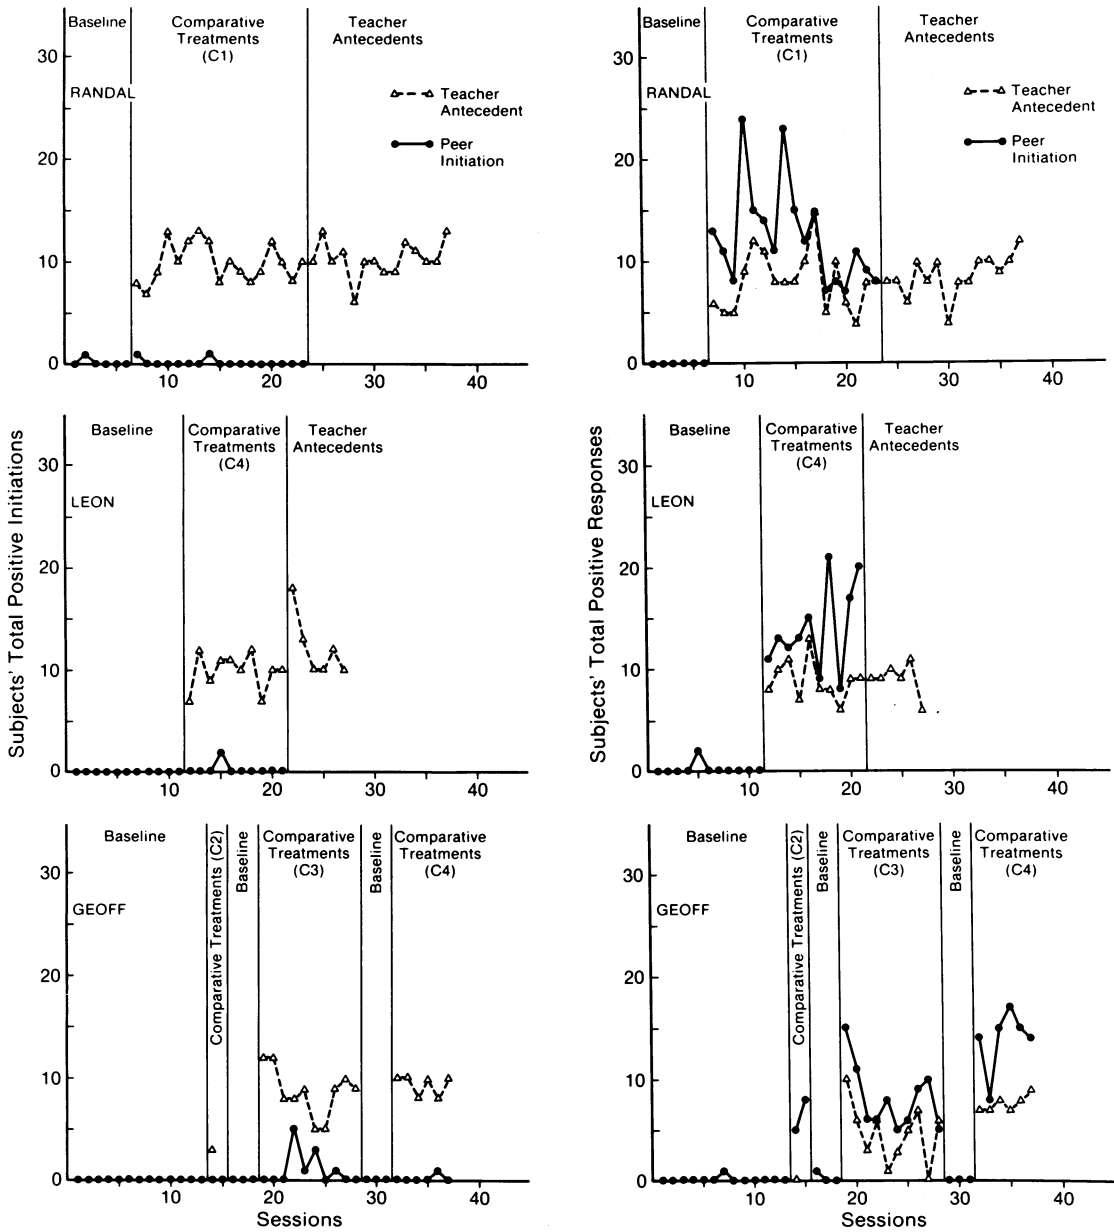 Baseline
Comparative
Treatments
(C1)
Teacher
Antecedents
30
RANDAL
Teacher
Antecedent
Peer
Initiation
20
10
0
10
20
30
40
Baseline
Comparative
Treatments
(C1)
Teacher
Antecedents
30
RANDAL
Teacher
Antecedent
Peer
Initiation
20
10
0
10
20
30
40
Subjects' Total Positive Initiations
Baseline
Comparative
Treatments
(C4)
Teacher
Antecedents
30
LEON
20
10
0
10
20
30
40
Subjects' Total Positive Responses
Baseline
Comparative
Treatments
(C4)
Teacher
Antecedents
30
LEON
20
10
0
10
20
30
40
Baseline
Comparative Treatments (C2)
Baseline
Comparative
Treatments
(C3)
Baseline
Comparative
Treatments
(C4)
30
GEOFF
20
10
0
10
20
30
40
Sessions
Baseline
Comparative Treatments (C2)
Baseline
Comparative
Treatments
(C3)
Baseline
Comparative
Treatments
(C4)
30
GEOFF
20
10
0
10
20
30
40
Sessions